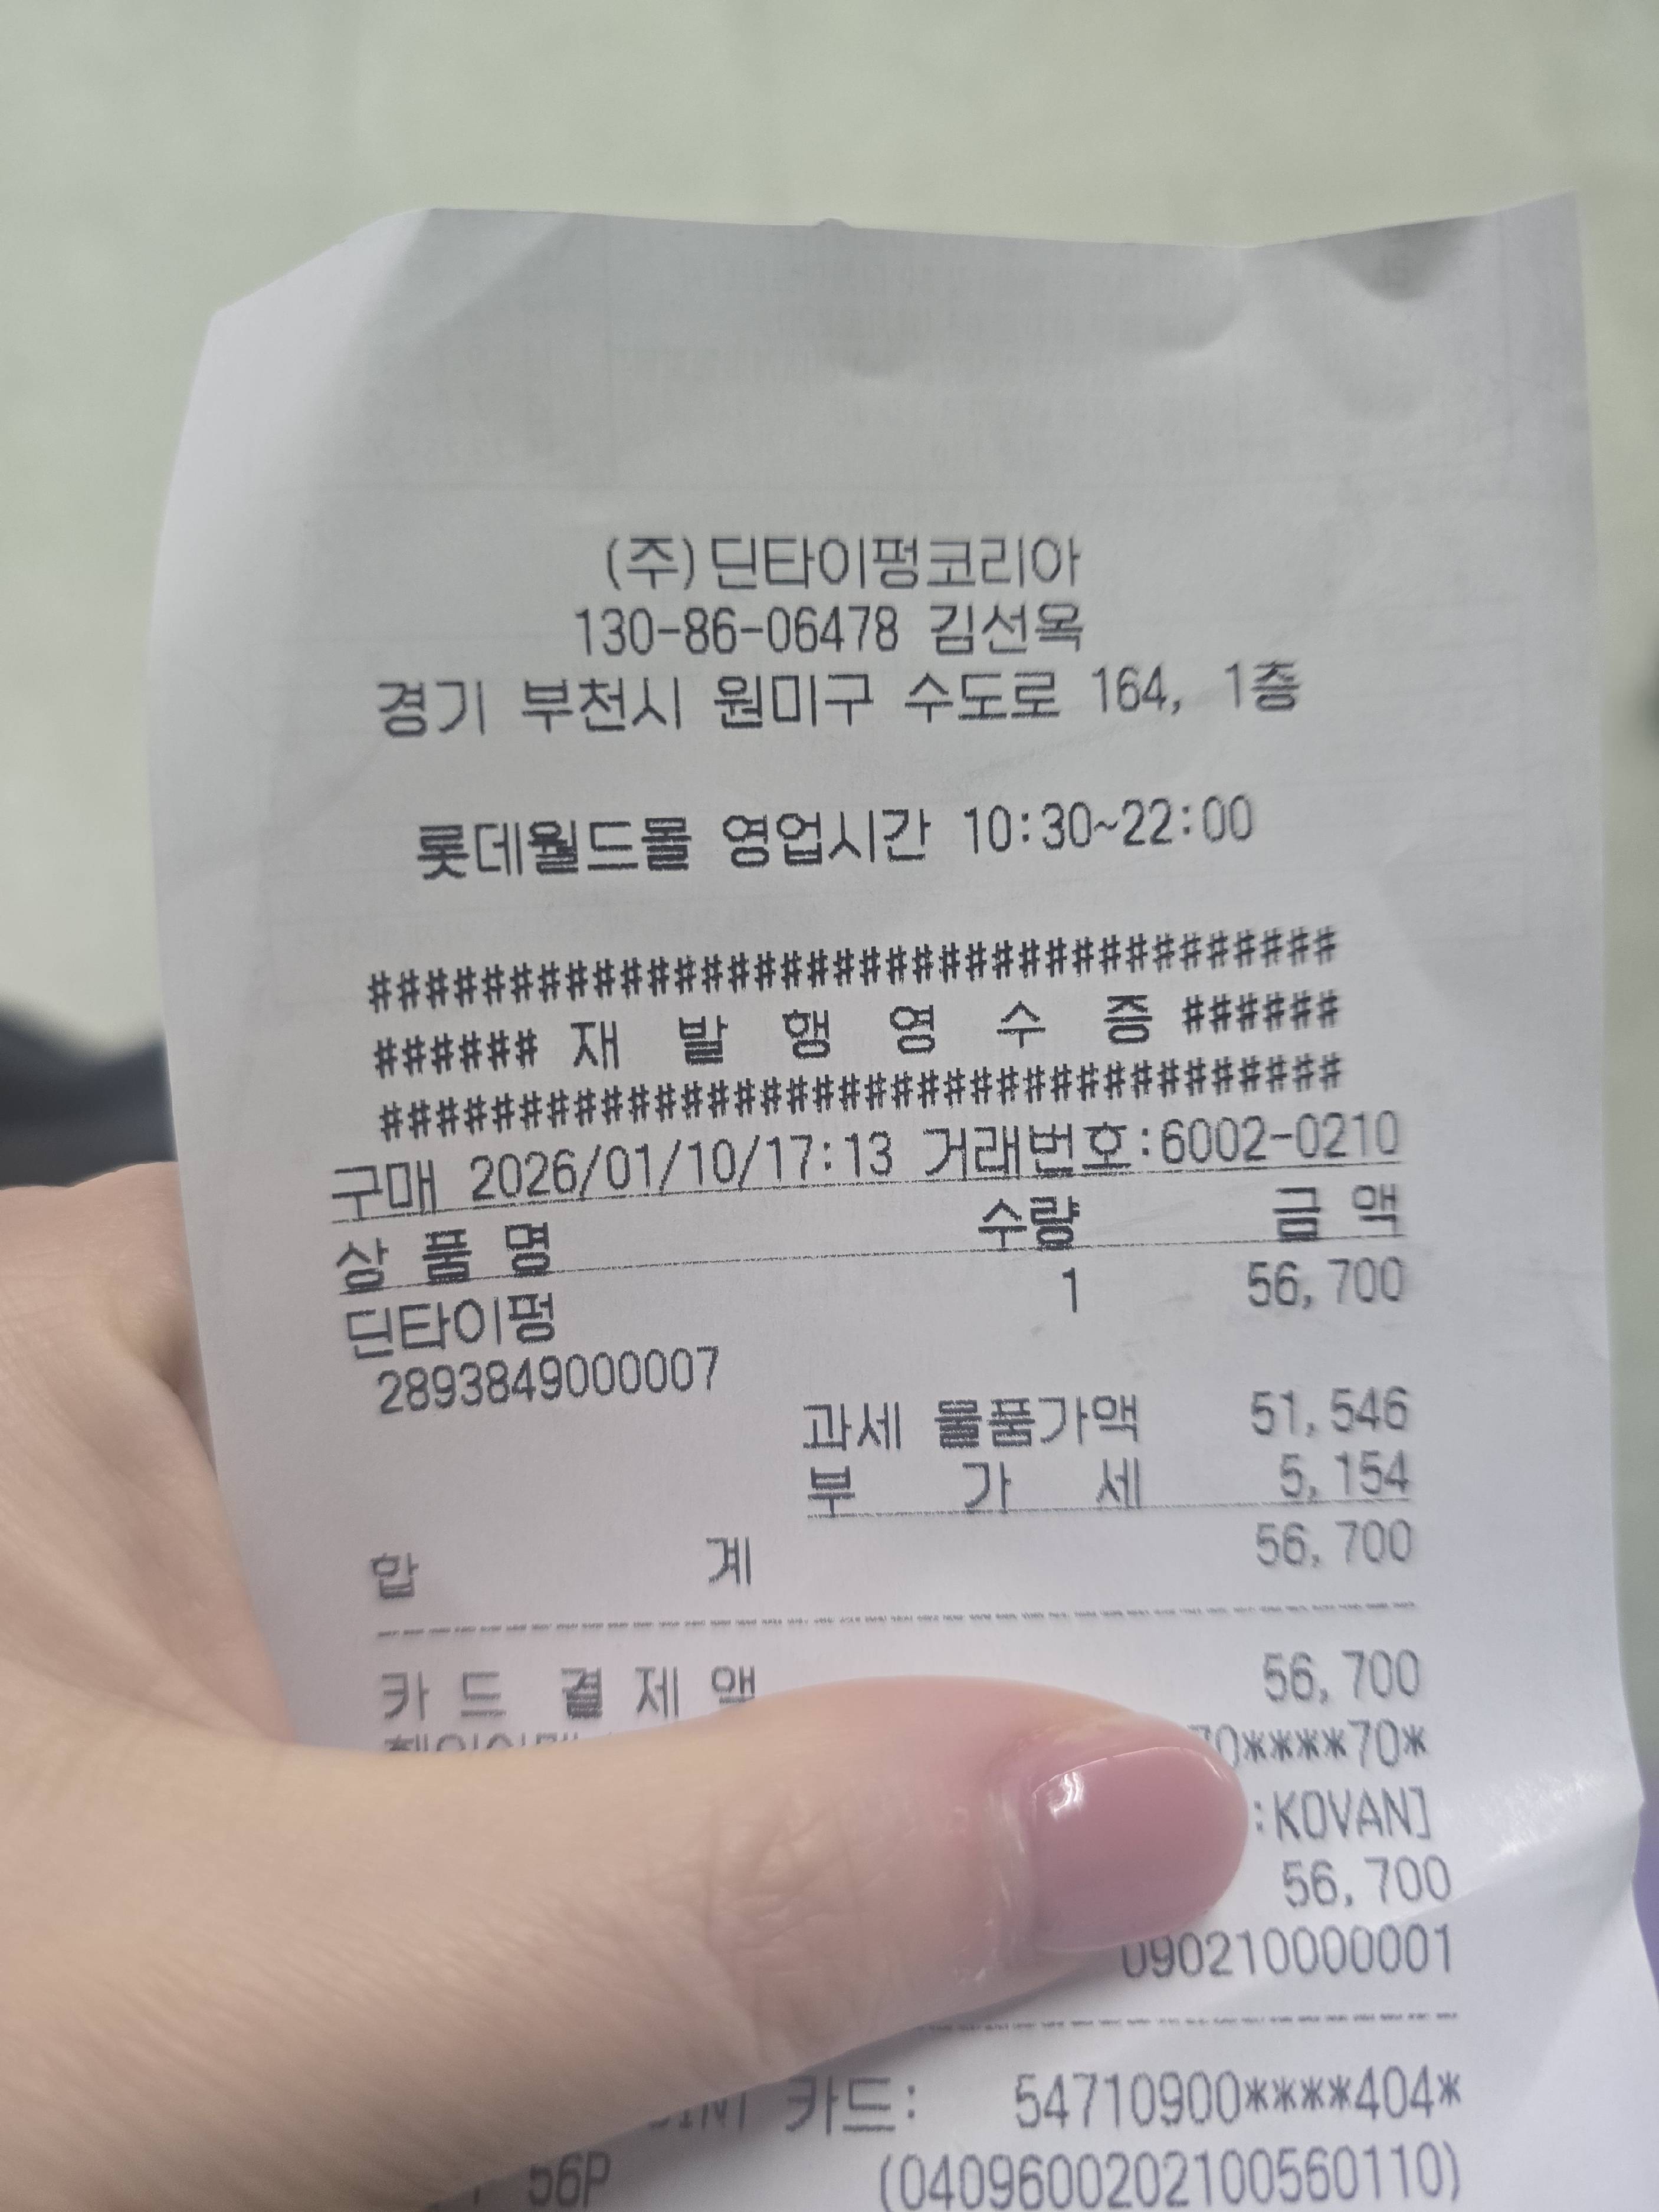 (주)딘타이펑코리아
130-86-06478 김선옥
경기 부천시 원미구 수도로 164, 1층
롯데월드몰 영업시간 10:30~22:00
####################################
###### 재 발 행 영 수 증 ######
####################################
구매 2026/01/10/17:13 거래번호:6002-0210
상 품 명 수량 금 액
딘타이펑 1 56,700
2893849000007
과세 물품가액 51,546
부 가 세 5,154
합 계 56,700
카 드 결 제 액 56,700
70****70*
:KOVAN]
56,700
090210000001
카드: 54710900****404*
56P (0409600202100560110)